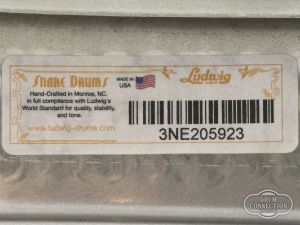 Snare Drums
Hand-Crafted in Monroe, NC.
in full compliance with Ludwig's
World Standard for quality, stability,
and tone.
www.ludwig-drums.com
MADE IN
USA
Ludwig
3NE205923
DRUM
CONNECTION